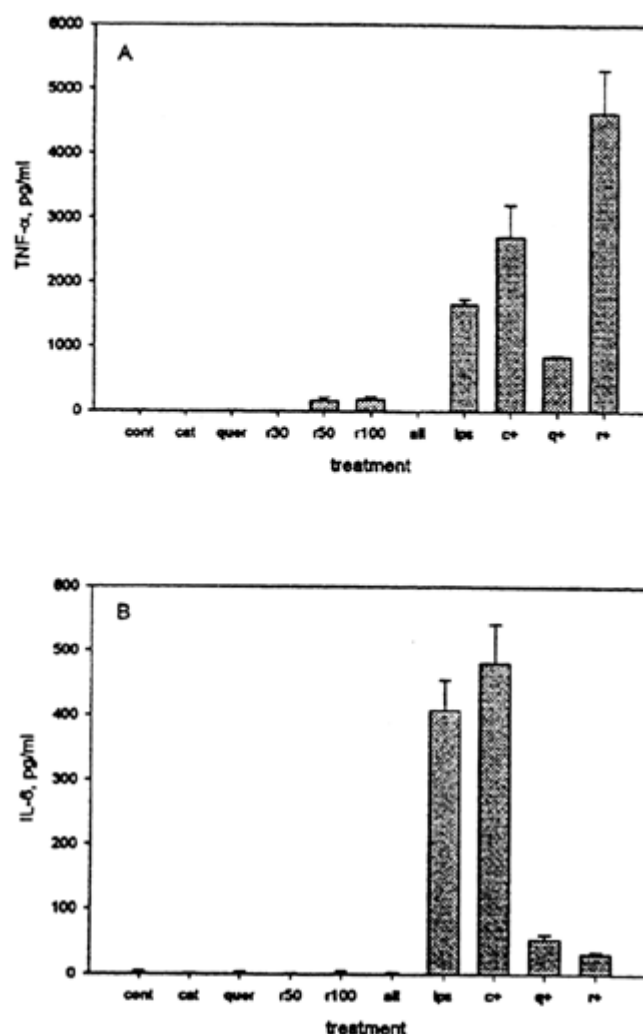 A
6000
5000
4000
3000
2000
1000
0
TNF-α, pg/ml
cont cat quer r30 r50 r100 all lps c+ q+ r+
treatment
B
600
500
400
300
200
100
0
IL-6, pg/ml
cont cat quer r50 r100 all lps c+ q+ r+
treatment